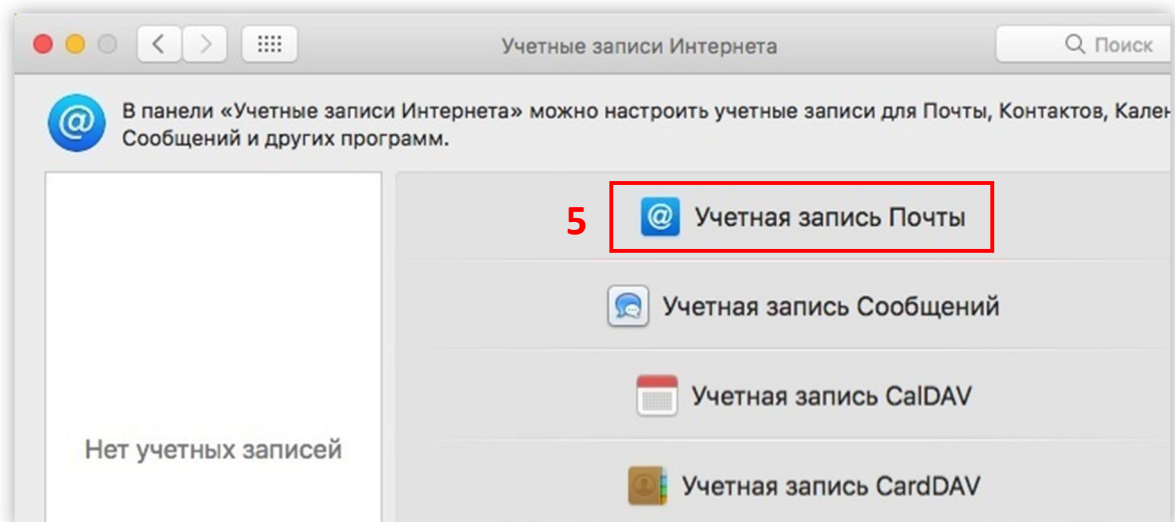 Учетные записи Интернета
Поиск
В панели «Учетные записи Интернета» можно настроить учетные записи для Почты, Контактов,
Сообщений и других программ.
5 Учетная запись Почты
Учетная запись Сообщений
Учетная запись CalDAV
Нет учетных записей
Учетная запись CardDAV